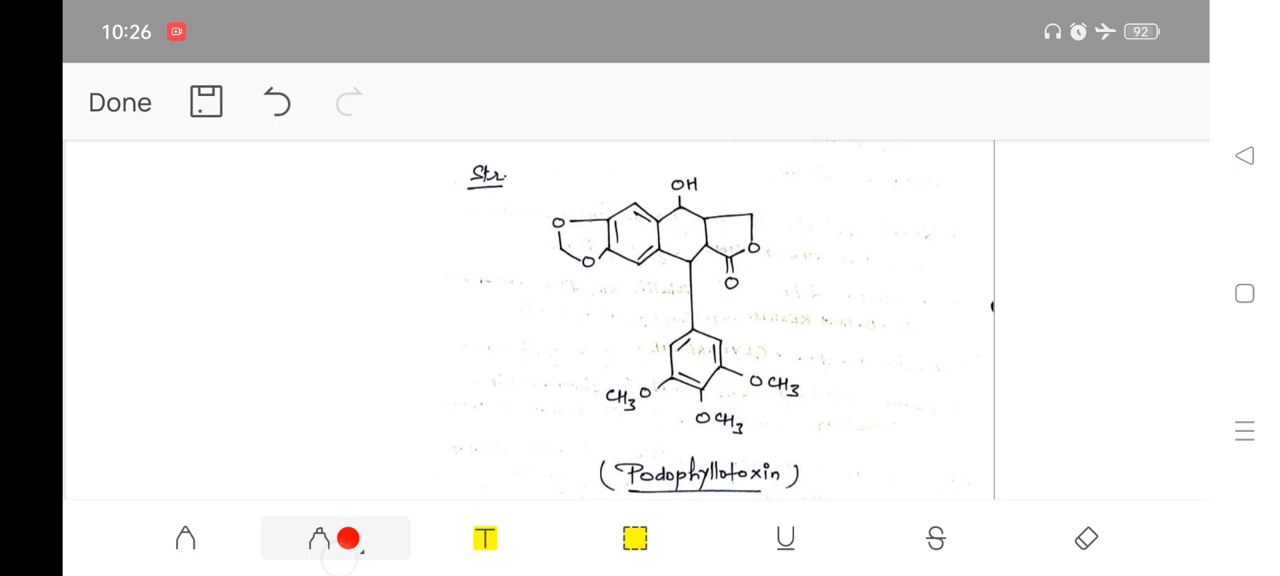 10:26
92
Done
Str.
OH
O
O
O
O
CH3O
OCH3
OCH3
(Podophyllotoxin)
T
U
S